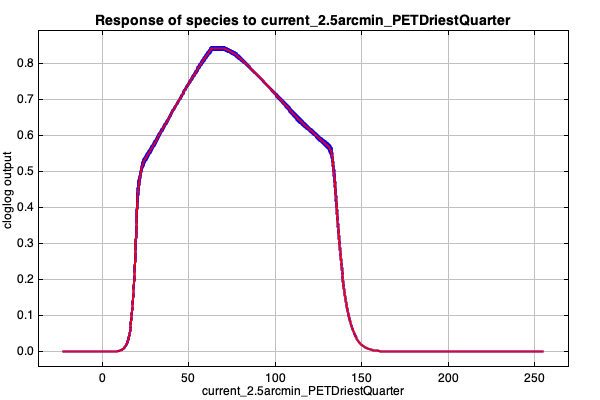 Response of species to current_2.5arcmin_PETDriestQuarter
cloglog output
0.8
0.7
0.6
0.5
0.4
0.3
0.2
0.1
0.0
0 50 100 150 200 250
current_2.5arcmin_PETDriestQuarter